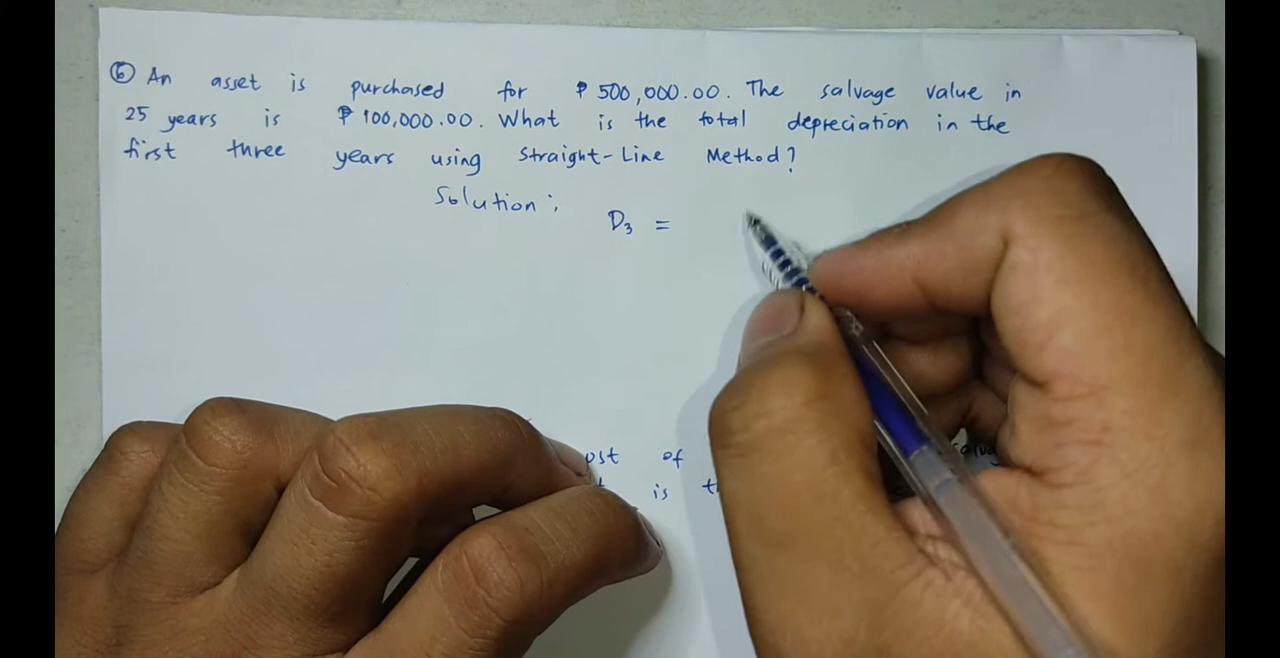 ⑥ An asset is purchased for ₱ 500,000.00. The salvage value in
25 years is ₱ 100,000.00. What is the total depreciation in the
first three years using Straight-Line Method?
Solution:
D₃ =
of
is